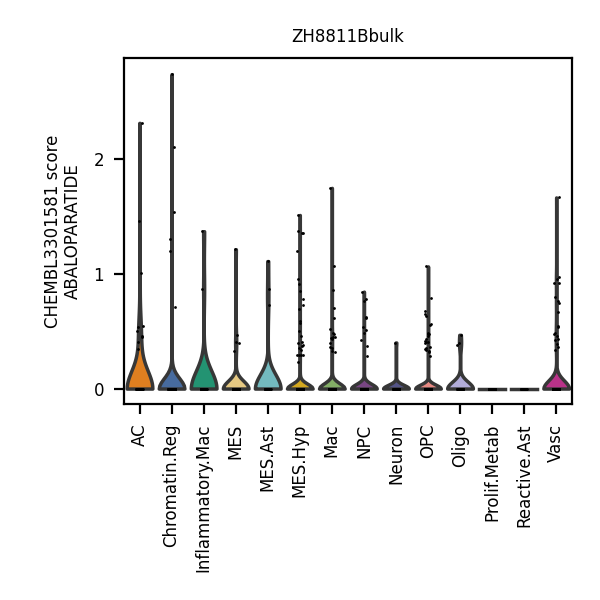 ZH8811Bbulk
CHEMBL3301581 score
ABALOPARATIDE
2
1
0
AC
Chromatin.Reg
Inflammatory.Mac
MES
MES.Ast
MES.Hyp
Mac
NPC
Neuron
OPC
Oligo
Prolif.Metab
Reactive.Ast
Vasc